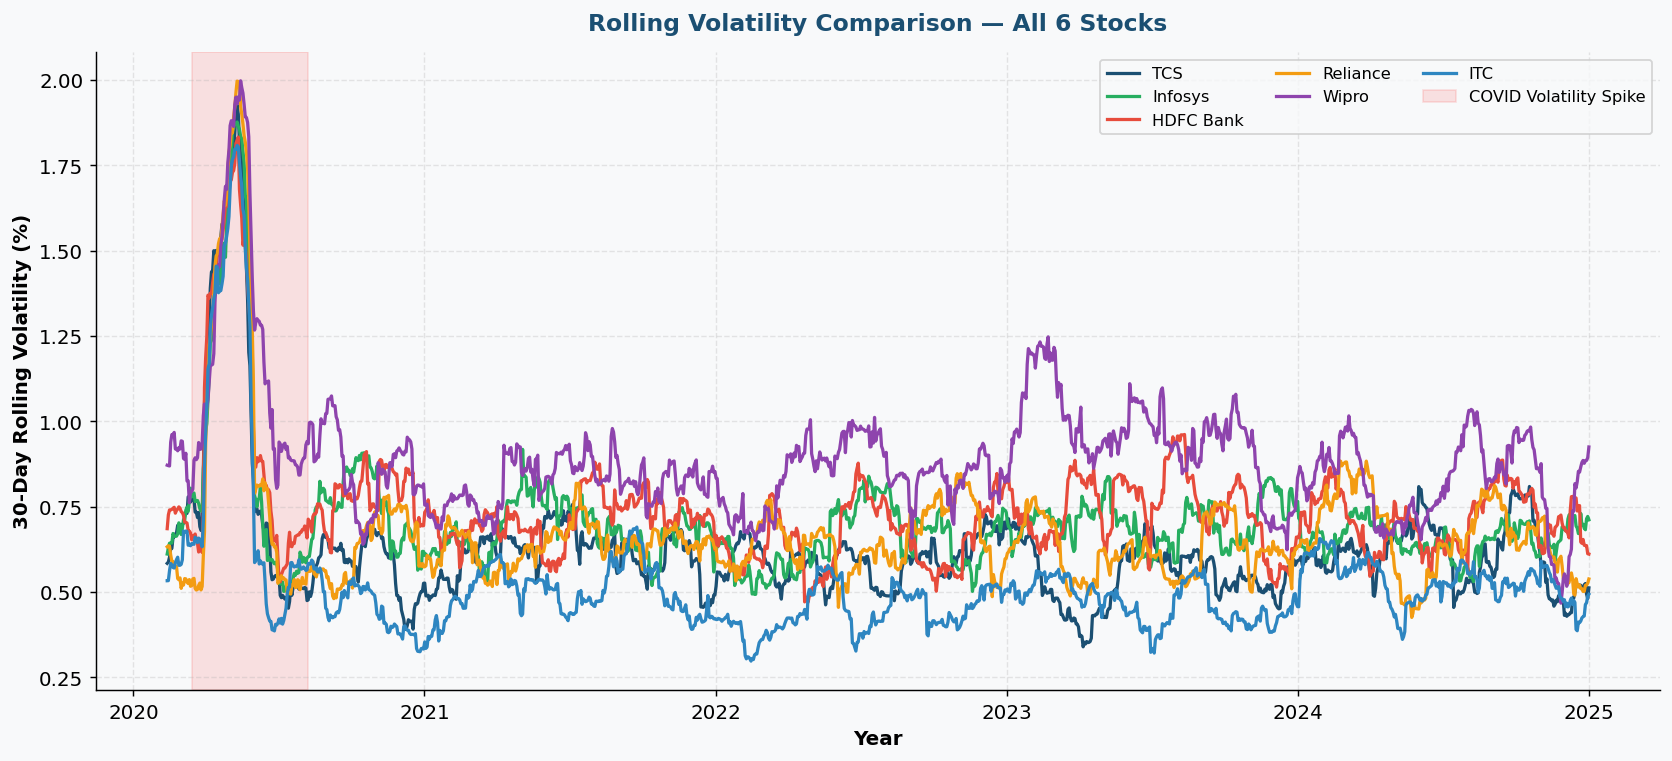 Rolling Volatility Comparison — All 6 Stocks
TCS
Infosys
HDFC Bank
Reliance
Wipro
ITC
COVID Volatility Spike
30-Day Rolling Volatility (%)
2.00
1.75
1.50
1.25
1.00
0.75
0.50
0.25
2020 2021 2022 2023 2024 2025
Year